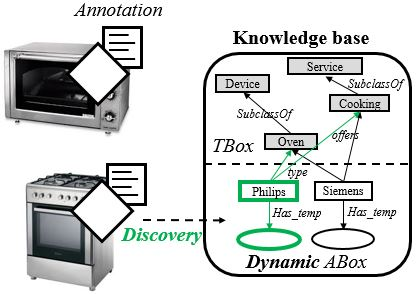 Annotation
Knowledge base
Service
Device
SubclassOf
Cooking
SubclassOf
Oven
offers
TBox
type
Philips
Siemens
Has_temp
Has_temp
Discovery
Dynamic ABox